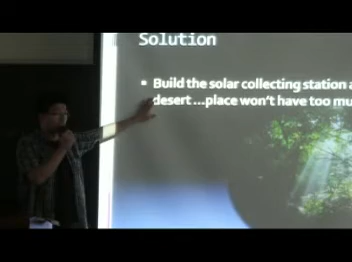 Solution
▪ Build the solar collecting station a
desert ...place won't have too mu